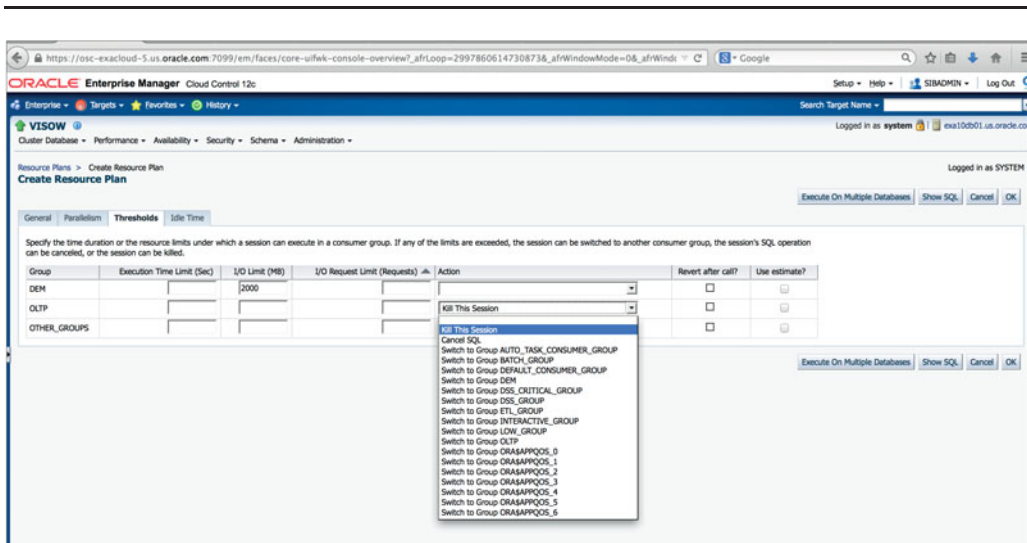 https://osc-exacloud-5.us.oracle.com:7099/em/faces/core-uifwk-console-overview?_afrLoop=299786061473087&_afrWindowMode=0&_afrWind
Google
ORACLE Enterprise Manager Cloud Control 12c
Setup Help SIBADMIN Log Out
Enterprise Targets Favorites History
Search Target Name
VISOW
Logged in as system exa10db01.us.oracle.co
Cluster Database Performance Availability Security Schema Administration
Resource Plans > Create Resource Plan
Logged in as SYSTEM
Create Resource Plan
Execute On Multiple Databases Show SQL Cancel OK
General Parallelism Thresholds Idle Time
Specify the time duration or the resource limits under which a session can execute in a consumer group. If any of the limits are exceeded, the session can be switched to another consumer group, the session's SQL operation
can be canceled, or the session can be killed.
Group Execution Time Limit (Sec) I/O Limit (MB) I/O Request Limit (Requests) Action Revert after call? Use estimate?
DEM 2000
OLTP Kill This Session
OTHER_GROUPS
Kill This Session
Cancel SQL
Switch to Group AUTO_TASK_CONSUMER_GROUP
Switch to Group BATCH_GROUP
Switch to Group DEFAULT_CONSUMER_GROUP
Switch to Group DEM
Switch to Group DSS_CRITICAL_GROUP
Switch to Group DSS_GROUP
Switch to Group ETL_GROUP
Switch to Group INTERACTIVE_GROUP
Switch to Group LOW_GROUP
Switch to Group OLTP
Switch to Group ORA$APPQOS_0
Switch to Group ORA$APPQOS_1
Switch to Group ORA$APPQOS_2
Switch to Group ORA$APPQOS_3
Switch to Group ORA$APPQOS_4
Switch to Group ORA$APPQOS_5
Switch to Group ORA$APPQOS_6
Execute On Multiple Databases Show SQL Cancel OK